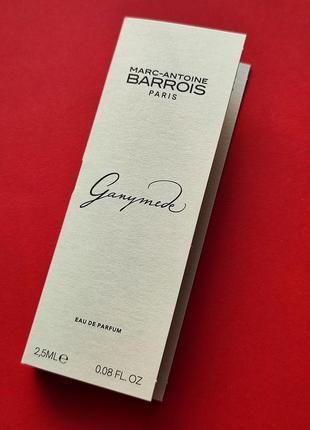 MARC-ANTOINE
BARROIS
PARIS
Ganymede
EAU DE PARFUM
2,5ML℮
0.08 FL. OZ